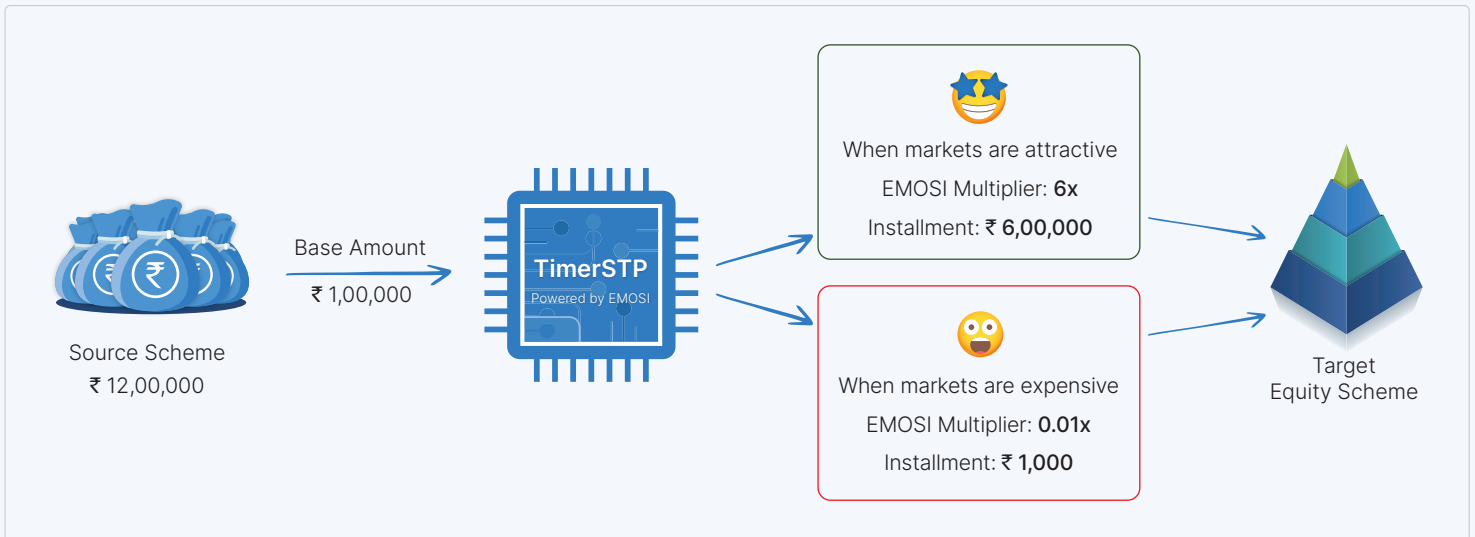 Source Scheme
₹ 12,00,000
Base Amount
₹ 1,00,000
TimerSTP
Powered by EMOSI
When markets are attractive
EMOSI Multiplier: 6x
Installment: ₹ 6,00,000
When markets are expensive
EMOSI Multiplier: 0.01x
Installment: ₹ 1,000
Target
Equity Scheme